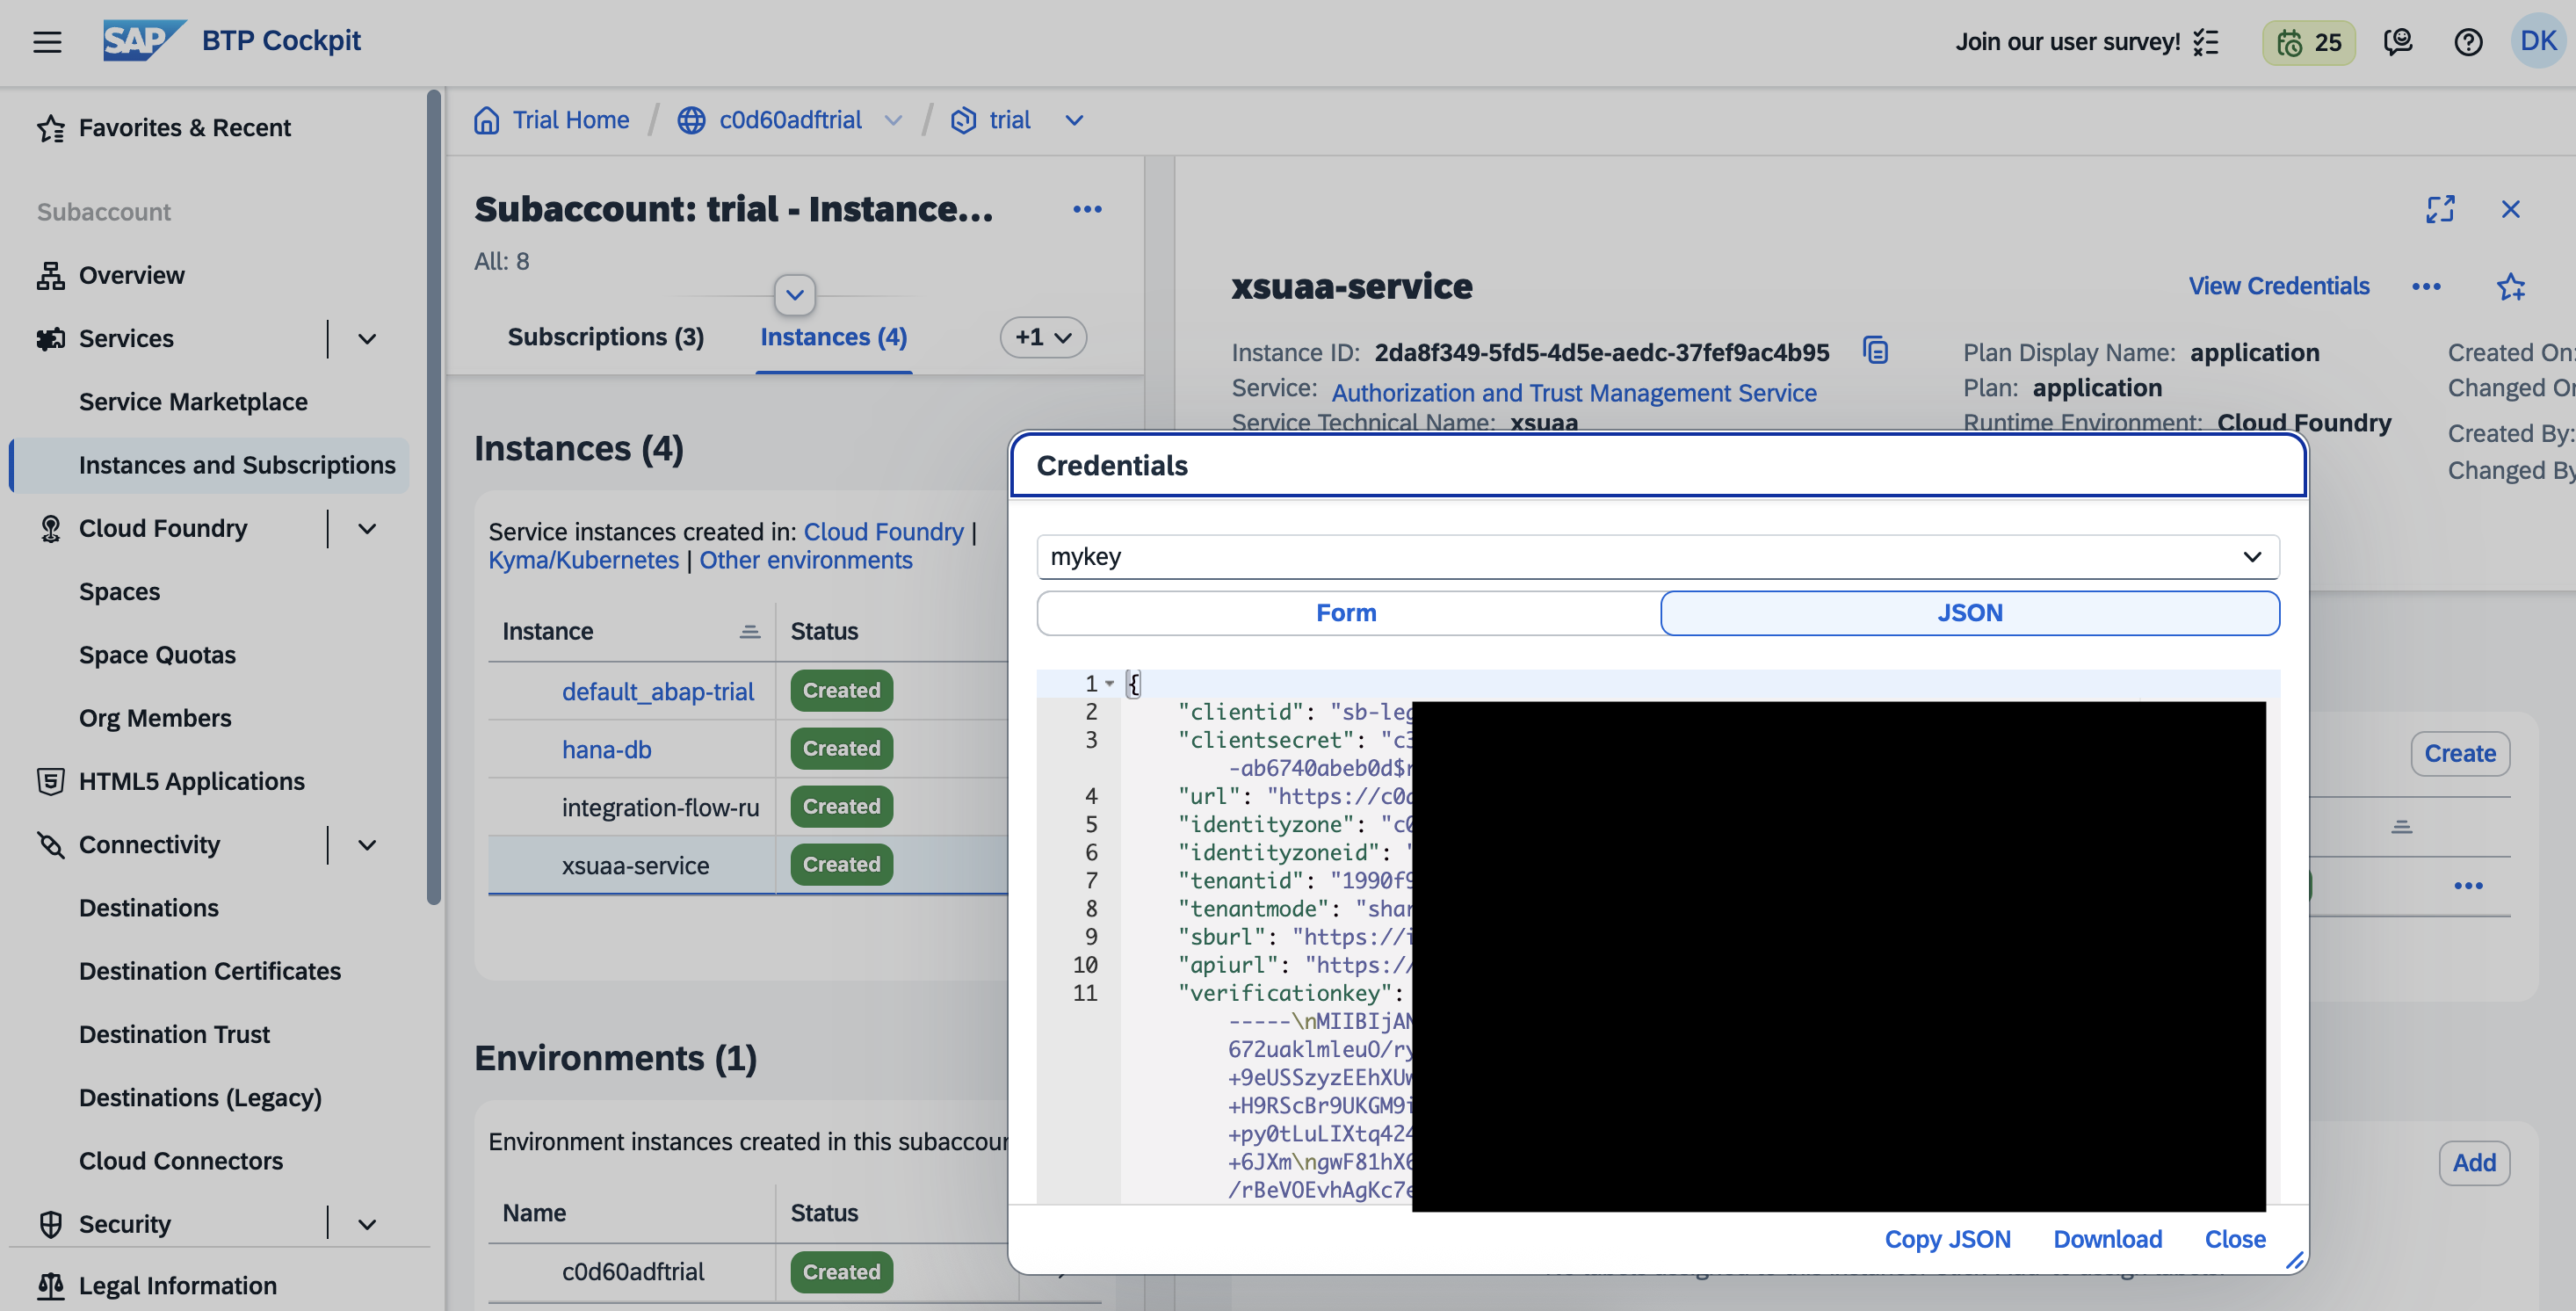 SAP BTP Cockpit
Join our user survey!
25
DK
Favorites & Recent
Subaccount
Overview
Services
Service Marketplace
Instances and Subscriptions
Cloud Foundry
Spaces
Space Quotas
Org Members
HTML5 Applications
Connectivity
Destinations
Destination Certificates
Destination Trust
Destinations (Legacy)
Cloud Connectors
Security
Legal Information
Trial Home / c0d60adftrial / trial
Subaccount: trial - Instance...
All: 8
Subscriptions (3) Instances (4) +1
Instances (4)
Service instances created in: Cloud Foundry |
Kyma/Kubernetes | Other environments
Instance Status
default_abap-trial Created
hana-db Created
integration-flow-ru Created
xsuaa-service Created
Environments (1)
Environment instances created in this subaccour
Name Status
c0d60adftrial Created
xsuaa-service
View Credentials
Instance ID: 2da8f349-5fd5-4d5e-aedc-37fef9ac4b95
Service: Authorization and Trust Management Service
Service Technical Name: xsuaa
Plan Display Name: application
Plan: application
Runtime Environment: Cloud Foundry
Created On:
Changed Or
Created By:
Changed By
Create
Add
Credentials
mykey
Form JSON
1 {
2 "clientid": "sb-leg
3 "clientsecret": "c3
-ab6740abeb0d$r
4 "url": "https://c0d
5 "identityzone": "c0
6 "identityzoneid": "
7 "tenantid": "1990f9
8 "tenantmode": "shar
9 "sburl": "https://i
10 "apiurl": "https://
11 "verificationkey":
-----\nMIIBIjAN
672uaklmleuO/ry
+9eUSSzyzEEhXUw
+H9RScBr9UKGM9i
+py0tLuLIXtq424
+6JXm\ngwF81hX6
/rBeVOEvhAgKc7e
Copy JSON Download Close